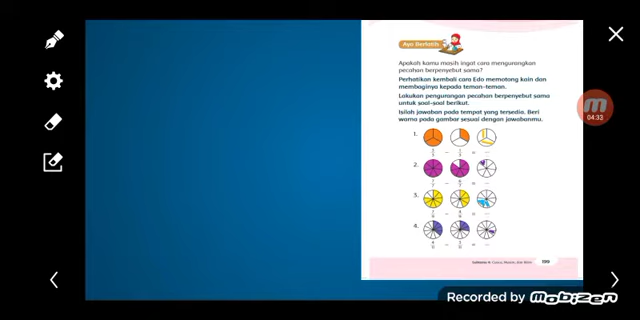 Ayo Berlatih
Apakah kamu masih ingat cara mengurangkan
pecahan berpenyebut sama?
Perhatikan kembali cara Edo memotong kain dan
membaginya kepada teman-teman.
Lakukan pengurangan pecahan berpenyebut sama
untuk soal-soal berikut.
Isilah jawaban pada tempat yang tersedia. Beri
warna pada gambar sesuai dengan jawabanmu.
04:33
1.
2.
3.
4.
199
Recorded by MOBIZEN